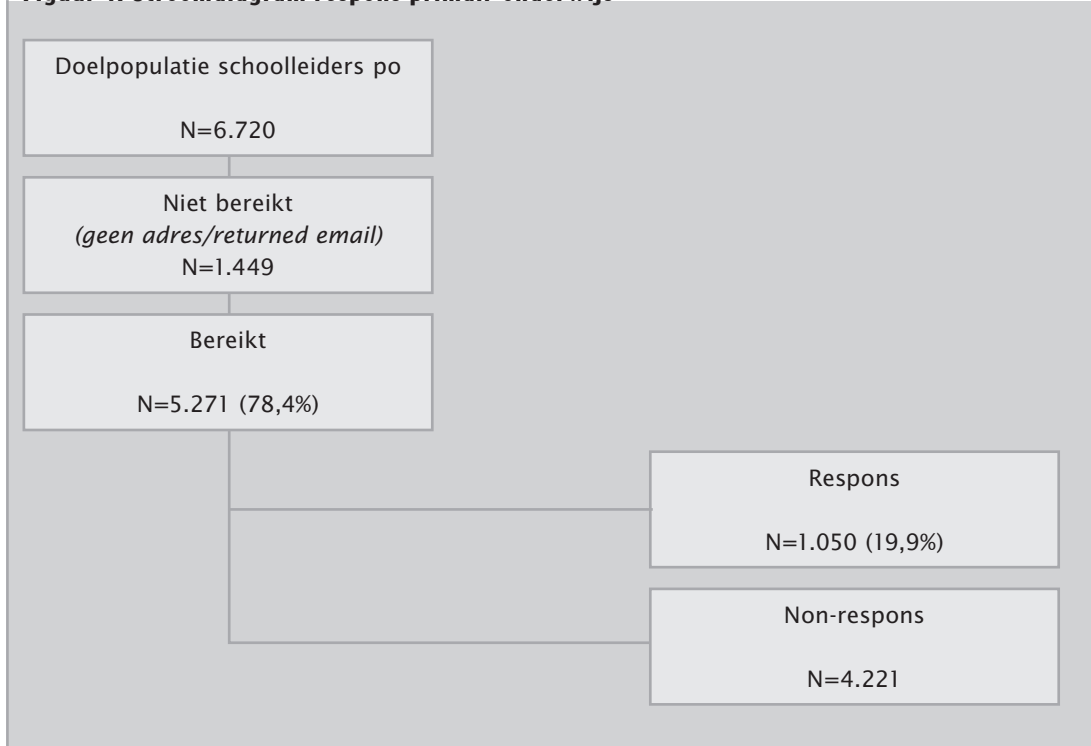 Doelpopulatie schoolleiders po
N=6.720
Niet bereikt
(geen adres/returned email)
N=1.449
Bereikt
N=5.271 (78,4%)
Respons
N=1.050 (19,9%)
Non-respons
N=4.221